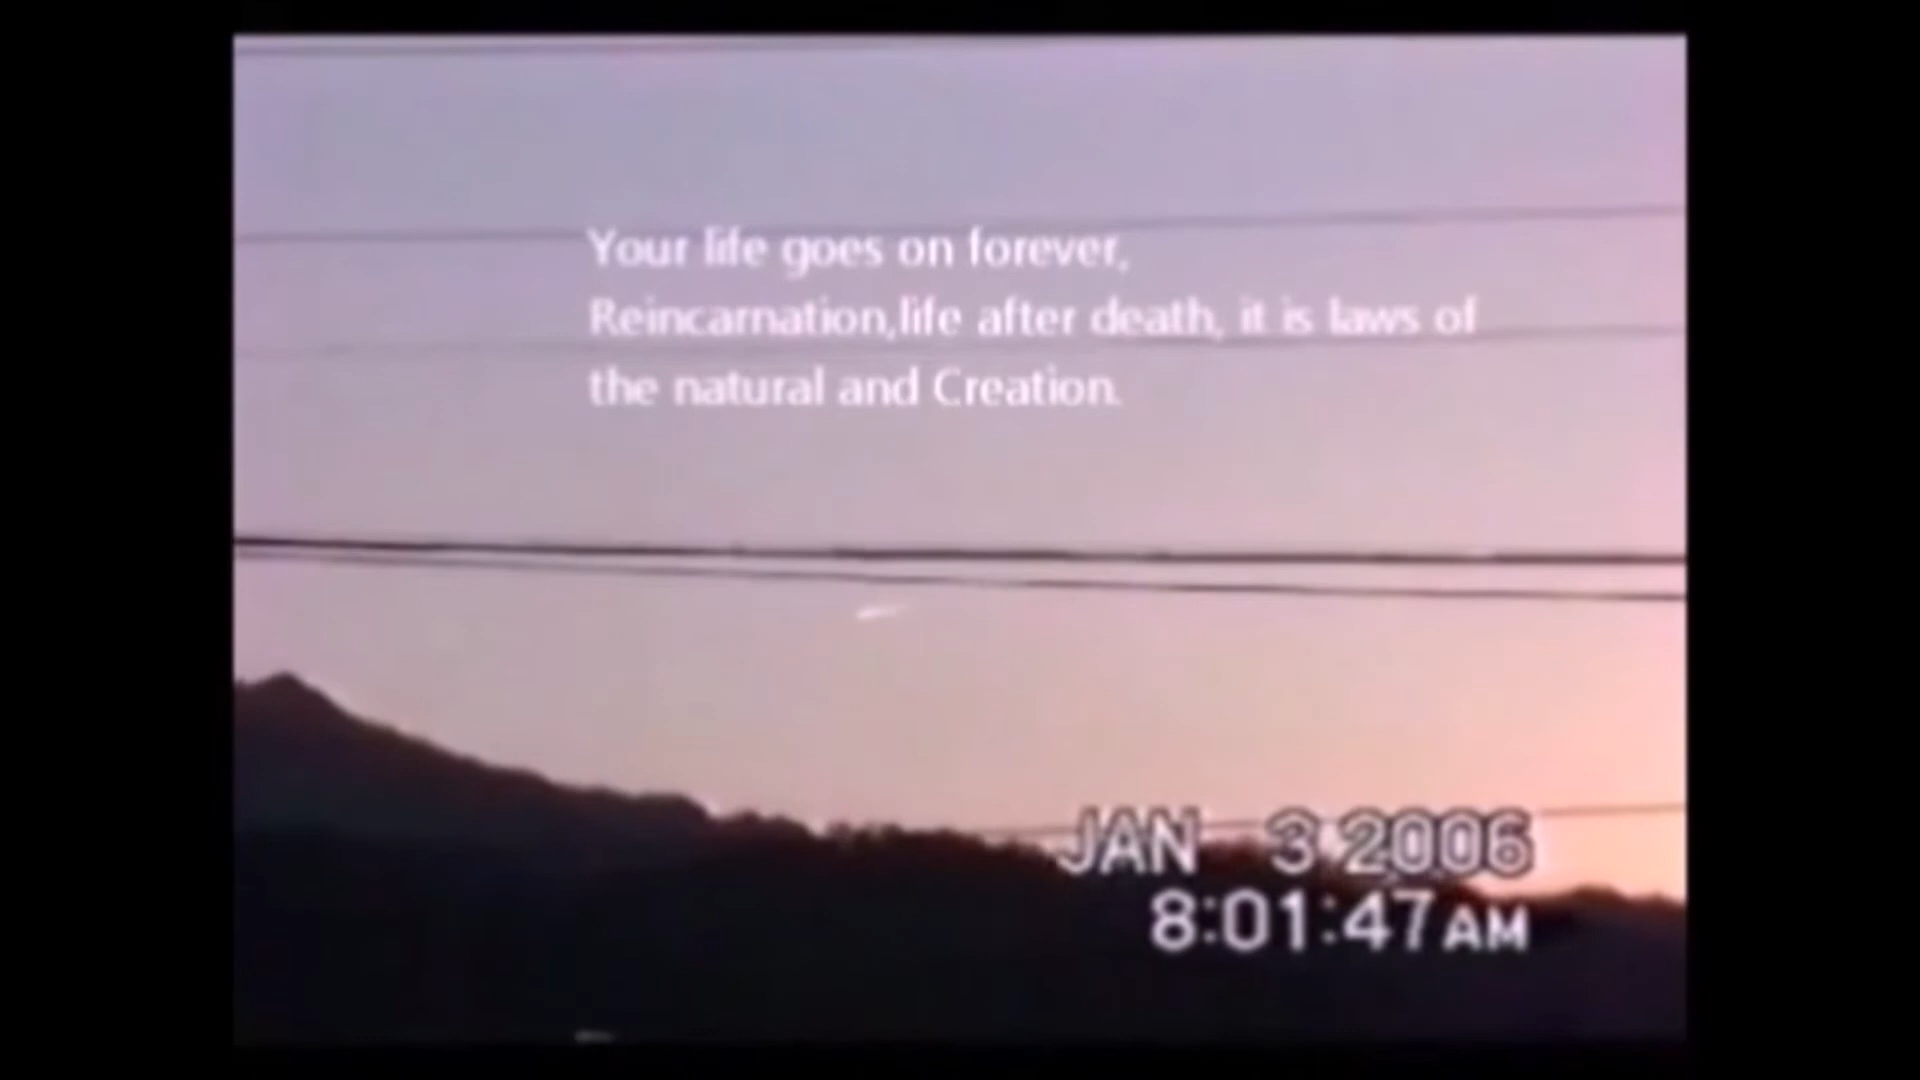 Your life goes on forever,
Reincarnation,life after death, it is laws of
the natural and Creation.
JAN 3 2006
8:01:47AM